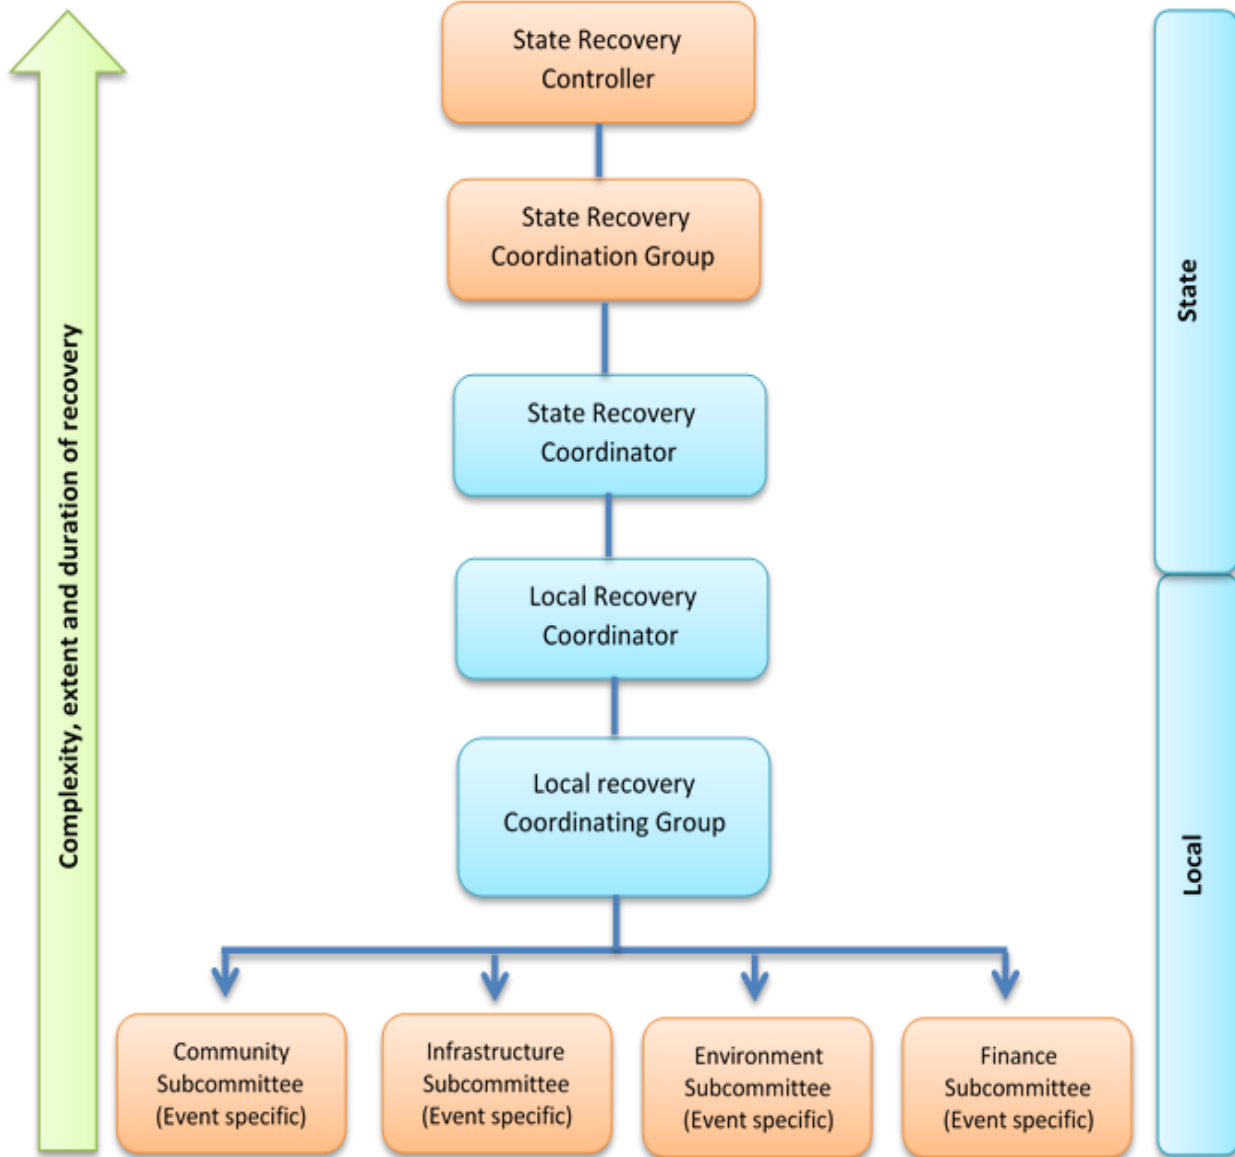 State Recovery
Controller
State Recovery
Coordination Group
State Recovery
Coordinator
Local Recovery
Coordinator
Local recovery
Coordinating Group
Community
Subcommittee
(Event specific)
Infrastructure
Subcommittee
(Event specific)
Environment
Subcommittee
(Event specific)
Finance
Subcommittee
(Event specific)
Complexity, extent and duration of recovery
State
Local